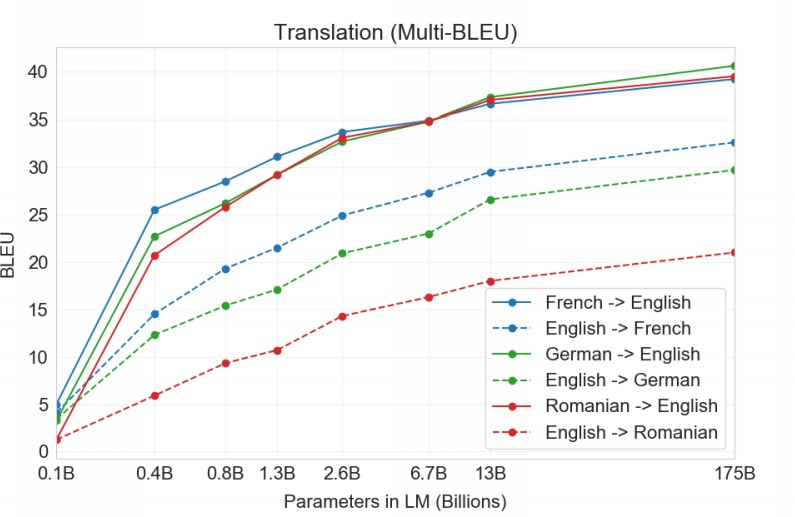 Translation (Multi-BLEU)
40
35
30
25
20
15
10
5
0
BLEU
French -> English
English -> French
German -> English
English -> German
Romanian -> English
English -> Romanian
0.1B 0.4B 0.8B 1.3B 2.6B 6.7B 13B 175B
Parameters in LM (Billions)